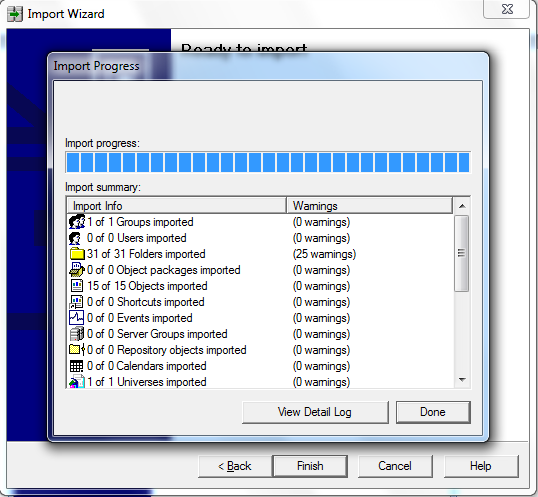 Import Wizard
Ready to import
Import Progress
Import progress:
Import summary:
Import Info Warnings
1 of 1 Groups imported (0 warnings)
0 of 0 Users imported (0 warnings)
31 of 31 Folders imported (25 warnings)
0 of 0 Object packages imported (0 warnings)
15 of 15 Objects imported (0 warnings)
0 of 0 Shortcuts imported (0 warnings)
0 of 0 Events imported (0 warnings)
0 of 0 Server Groups imported (0 warnings)
0 of 0 Repository objects imported (0 warnings)
0 of 0 Calendars imported (0 warnings)
1 of 1 Universes imported (0 warnings)
View Detail Log Done
< Back Finish Cancel Help